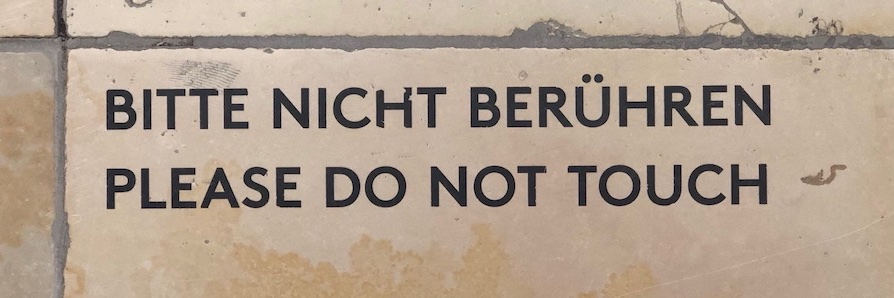 BITTE NICHT BERÜHREN
PLEASE DO NOT TOUCH